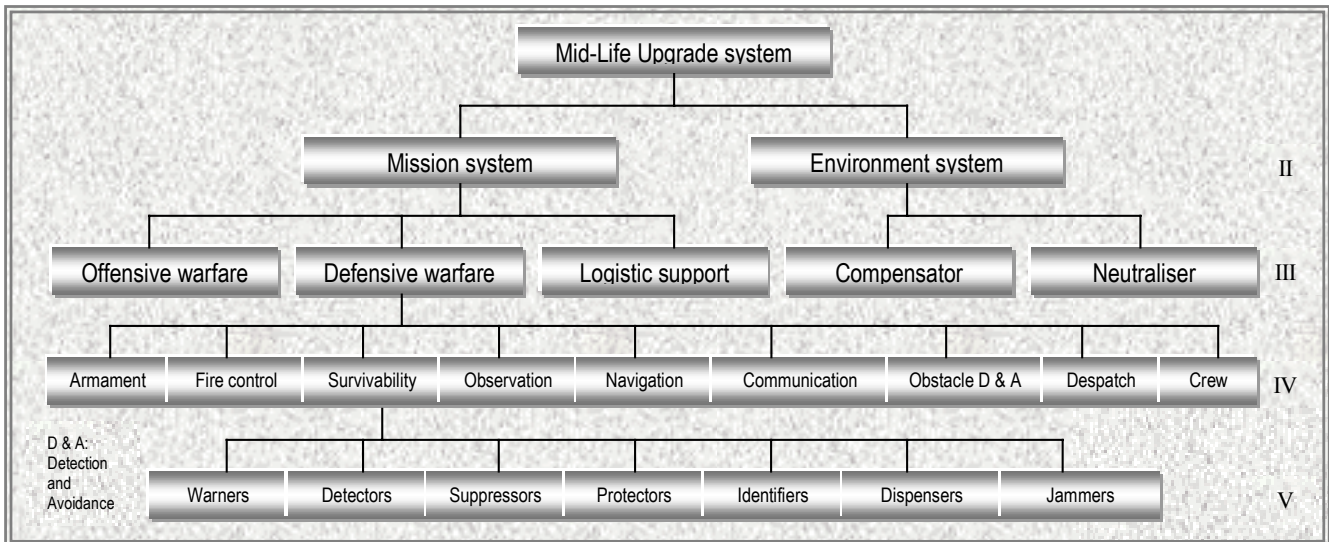 Mid-Life Upgrade system
Mission system
Environment system
II
Offensive warfare
Defensive warfare
Logistic support
Compensator
Neutraliser
III
Armament
Fire control
Survivability
Observation
Navigation
Communication
Obstacle D & A
Despatch
Crew
IV
D & A:
Detection
and
Avoidance
Warners
Detectors
Suppressors
Protectors
Identifiers
Dispensers
Jammers
V